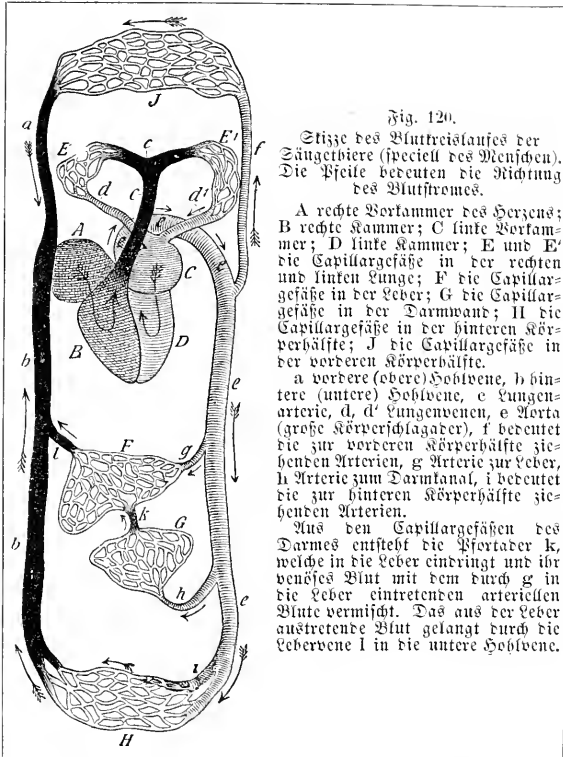 J
a
c
E
E'
f
d
d'
c
A
e
e
C
e
B
D
b
e
F
g
l
k
G
h
b
e
i
H
Fig. 120.
Skizze des Blutkreislaufes der
Säugethiere (speciell des Menschen).
Die Pfeile bedeuten die Richtung
des Blutstromes.
A rechte Vorkammer des Herzens;
B rechte Kammer; C linke Vorkam-
mer; D linke Kammer; E und E'
die Capillargefäße in der rechten
und linken Lunge; F die Capillar-
gefäße in der Leber; G die Capillar-
gefäße in der Darmwand; H die
Capillargefäße in der hinteren Kör-
perhälfte; J die Capillargefäße in
der vorderen Körperhälfte.
a vordere (obere) Hohlvene, b hin-
tere (untere) Hohlvene, c Lungen-
arterie, d, d' Lungenvenen, e Aorta
(große Körperschlagader), f bedeutet
die zur vorderen Körperhälfte zie-
henden Arterien, g Arterie zur Leber,
h Arterie zum Darmkanal, i bedeutet
die zur hinteren Körperhälfte zie-
henden Arterien.
Aus den Capillargefäßen des
Darmes entsteht die Pfortader k,
welche in die Leber eindringt und ihr
venöses Blut mit dem durch g in
die Leber eintretenden arteriellen
Blute vermischt. Das aus der Leber
austretende Blut gelangt durch die
Lebervene l in die untere Hohlvene.